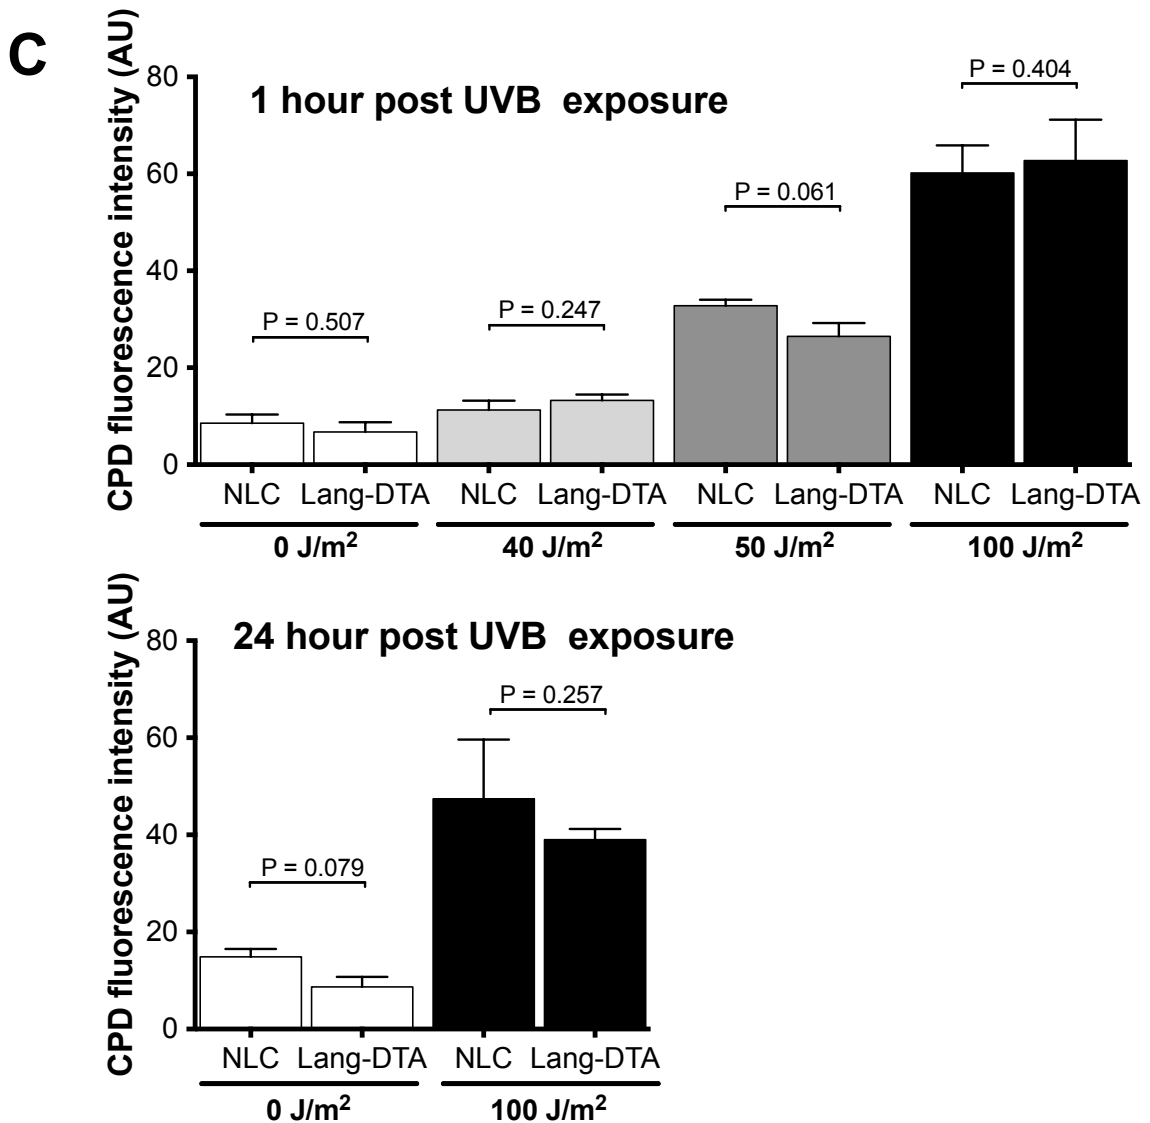 C
CPD fluorescence intensity (AU)
1 hour post UVB  exposure
80
60
40
20
0
P = 0.507
P = 0.247
P = 0.061
P = 0.404
NLC Lang-DTA NLC Lang-DTA NLC Lang-DTA NLC Lang-DTA
0 J/m² 40 J/m² 50 J/m² 100 J/m²
CPD fluorescence intensity (AU)
24 hour post UVB  exposure
80
60
40
20
0
P = 0.079
P = 0.257
NLC Lang-DTA NLC Lang-DTA
0 J/m² 100 J/m²